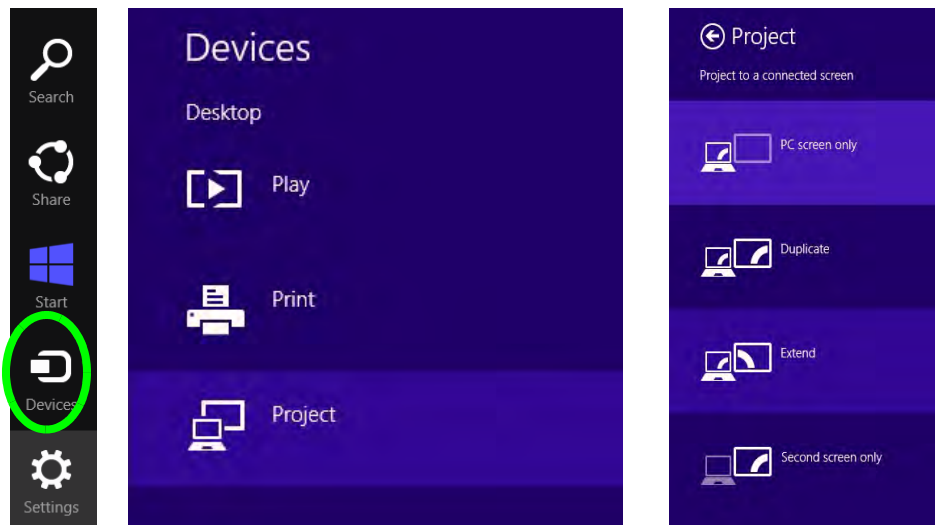 Search
Share
Start
Devices
Settings
Devices
Desktop
Play
Print
Project
Project
Project to a connected screen
PC screen only
Duplicate
Extend
Second screen only